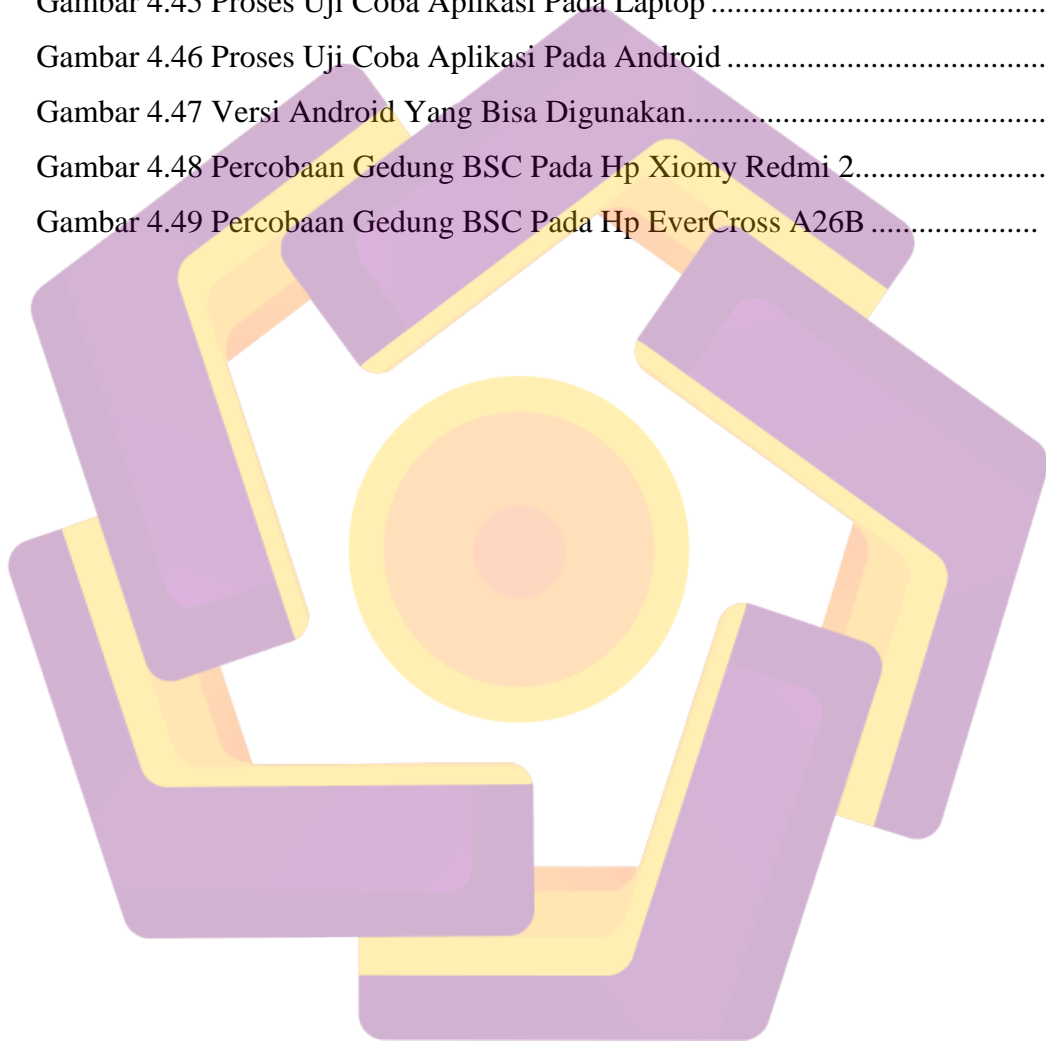 Gambar 4.45 Proses Uji Coba Aplikasi Pada Laptop ...........................................
Gambar 4.46 Proses Uji Coba Aplikasi Pada Android .........................................
Gambar 4.47 Versi Android Yang Bisa Digunakan..............................................
Gambar 4.48 Percobaan Gedung BSC Pada Hp Xiomy Redmi 2........................
Gambar 4.49 Percobaan Gedung BSC Pada Hp EverCross A26B ...................